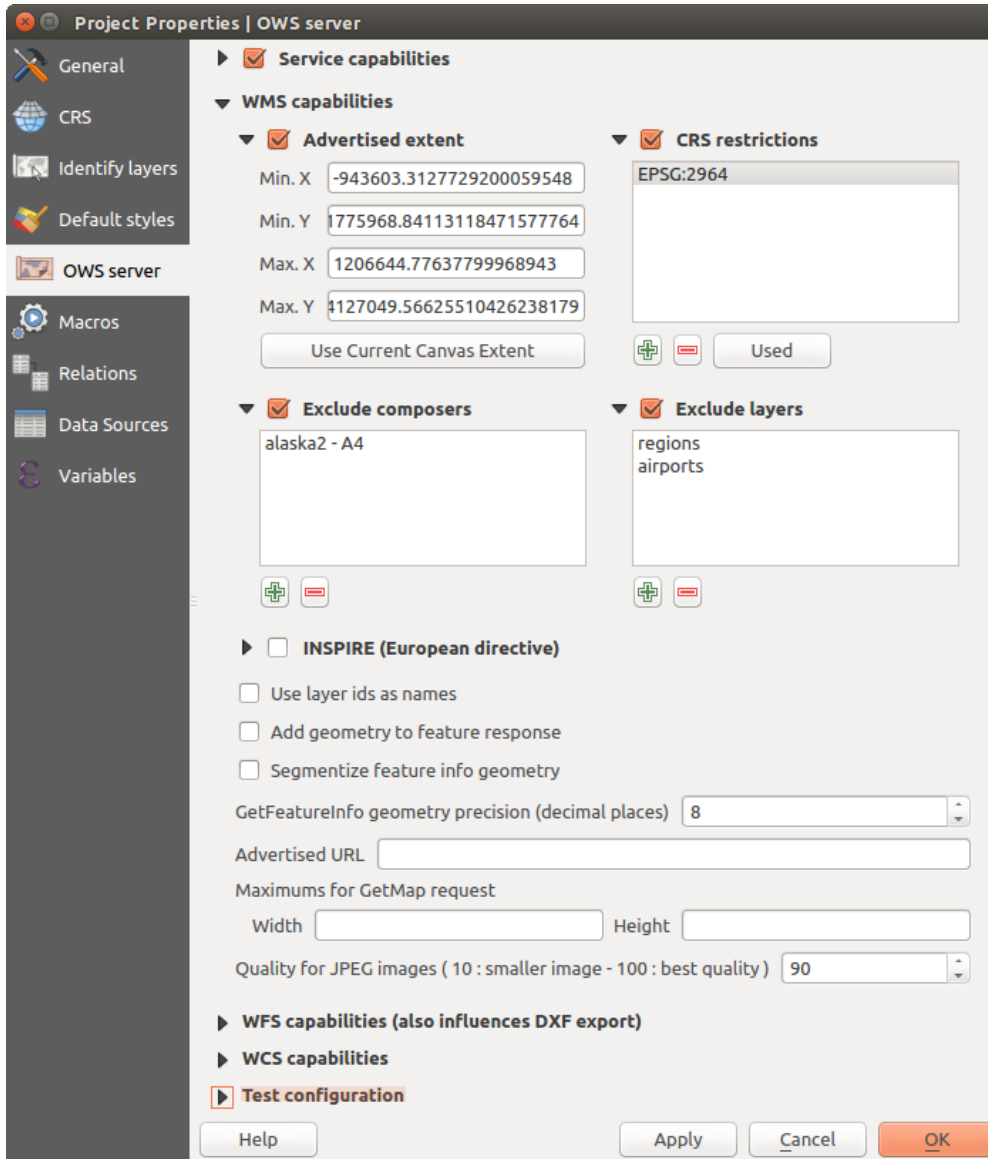 Project Properties | OWS server
General
CRS
Identify layers
Default styles
OWS server
Macros
Relations
Data Sources
Variables
Service capabilities
WMS capabilities
Advertised extent
Min. X -943603.3127729200059548
Min. Y 1775968.84113118471577764
Max. X 1206644.77637799968943
Max. Y 4127049.56625510426238179
Use Current Canvas Extent
CRS restrictions
EPSG:2964
Used
Exclude composers
alaska2 - A4
Exclude layers
regions
airports
INSPIRE (European directive)
Use layer ids as names
Add geometry to feature response
Segmentize feature info geometry
GetFeatureInfo geometry precision (decimal places) 8
Advertised URL
Maximums for GetMap request
Width Height
Quality for JPEG images ( 10 : smaller image - 100 : best quality ) 90
WFS capabilities (also influences DXF export)
WCS capabilities
Test configuration
Help Apply Cancel OK